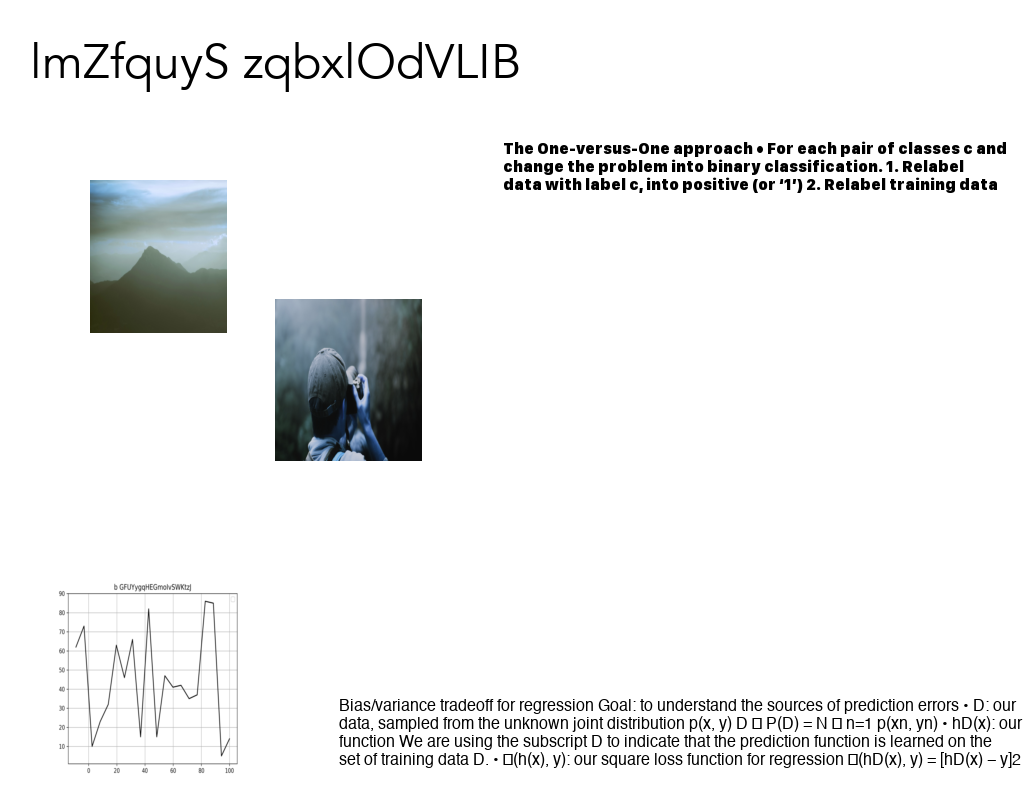 lmZfquyS zqbxlOdVLIB
The One-versus-One approach • For each pair of classes c and
change the problem into binary classification. 1. Relabel
data with label c, into positive (or ‘1’) 2. Relabel training data
b GFUYygqHEGmolvSWKtzJ
90
80
70
60
50
40
30
20
10
0 20 40 60 80 100
Bias/variance tradeoff for regression Goal: to understand the sources of prediction errors • D: our
data, sampled from the unknown joint distribution p(x, y) D □ P(D) = N □ n=1 p(xn, yn) • hD(x): our
function We are using the subscript D to indicate that the prediction function is learned on the
set of training data D. • □(h(x), y): our square loss function for regression □(hD(x), y) = [hD(x) − y]2